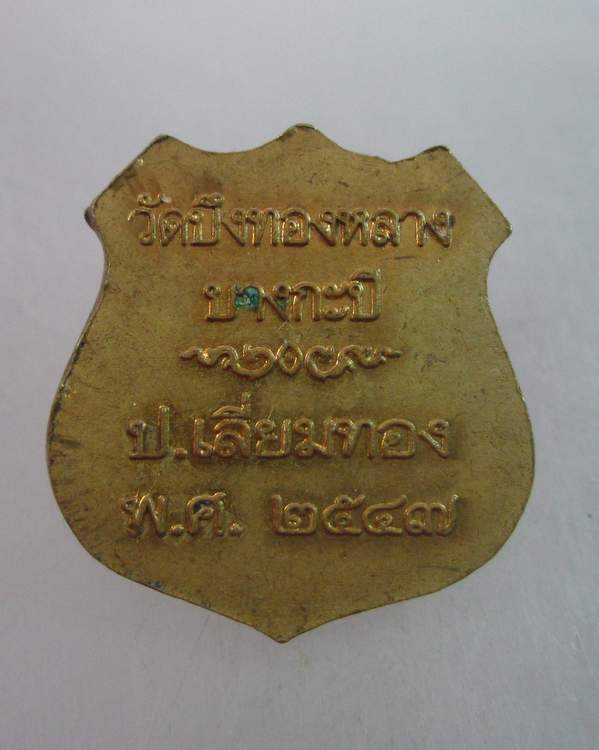 วัดบึงทองหลาง
บางกะปิ
ป.เลี่ยมทอง
พ.ศ. ๒๕๔๗